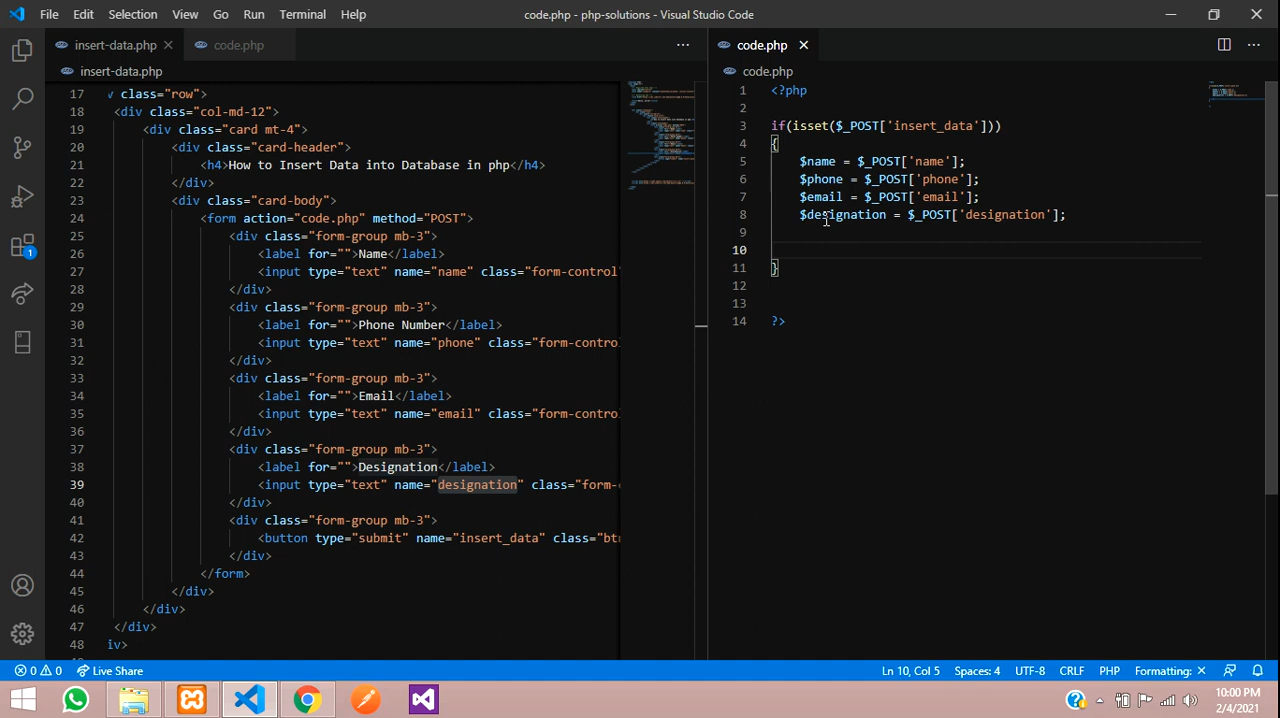 File Edit Selection View Go Run Terminal Help
code.php - php-solutions - Visual Studio Code
insert-data.php
code.php
insert-data.php
17 v class="row">
18 <div class="col-md-12">
19 <div class="card mt-4">
20 <div class="card-header">
21 <h4>How to Insert Data into Database in php</h4>
22 </div>
23 <div class="card-body">
24 <form action="code.php" method="POST">
25 <div class="form-group mb-3">
26 <label for="">Name</label>
27 <input type="text" name="name" class="form-control"
28 </div>
29 <div class="form-group mb-3">
30 <label for="">Phone Number</label>
31 <input type="text" name="phone" class="form-contro
32 </div>
33 <div class="form-group mb-3">
34 <label for="">Email</label>
35 <input type="text" name="email" class="form-contro
36 </div>
37 <div class="form-group mb-3">
38 <label for="">Designation</label>
39 <input type="text" name="designation" class="form-
40 </div>
41 <div class="form-group mb-3">
42 <button type="submit" name="insert_data" class="bt
43 </div>
44 </form>
45 </div>
46 </div>
47 </div>
48 iv>
code.php
code.php
1 <?php
2
3 if(isset($_POST['insert_data']))
4 {
5 $name = $_POST['name'];
6 $phone = $_POST['phone'];
7 $email = $_POST['email'];
8 $designation = $_POST['designation'];
9
10
11 }
12
13
14 ?>
1
0 0 Live Share
Ln 10, Col 5 Spaces: 4 UTF-8 CRLF PHP Formatting:
10:00 PM
2/4/2021